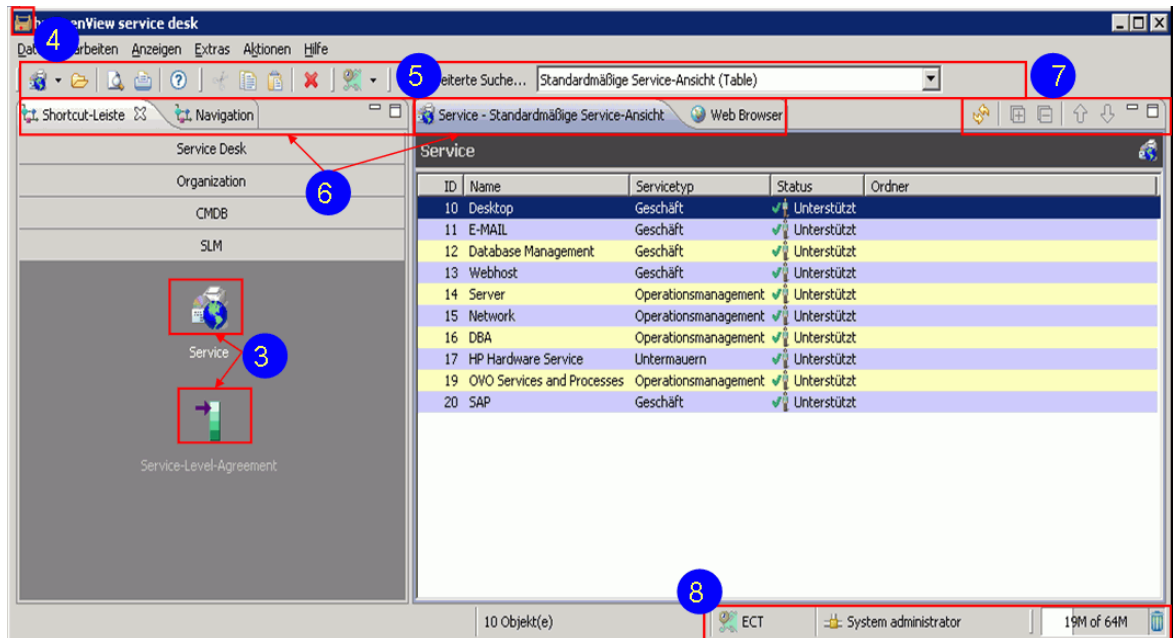 enView service desk
4
Bearbeiten Anzeigen Extras Aktionen Hilfe
5
eiterte Suche... Standardmäßige Service-Ansicht (Table)
7
Shortcut-Leiste Navigation Service - Standardmäßige Service-Ansicht Web Browser
Service Desk
Service
Organization
6
ID Name Servicetyp Status Ordner
CMDB
SLM
10 Desktop Geschäft Unterstützt
11 E-MAIL Geschäft Unterstützt
12 Database Management Geschäft Unterstützt
13 Webhost Geschäft Unterstützt
14 Server Operationsmanagement Unterstützt
15 Network Operationsmanagement Unterstützt
16 DBA Operationsmanagement Unterstützt
17 HP Hardware Service Untermauern Unterstützt
19 OVO Services and Processes Operationsmanagement Unterstützt
20 SAP Geschäft Unterstützt
Service
3
Service-Level-Agreement
8
10 Objekt(e) ECT System administrator 19M of 64M